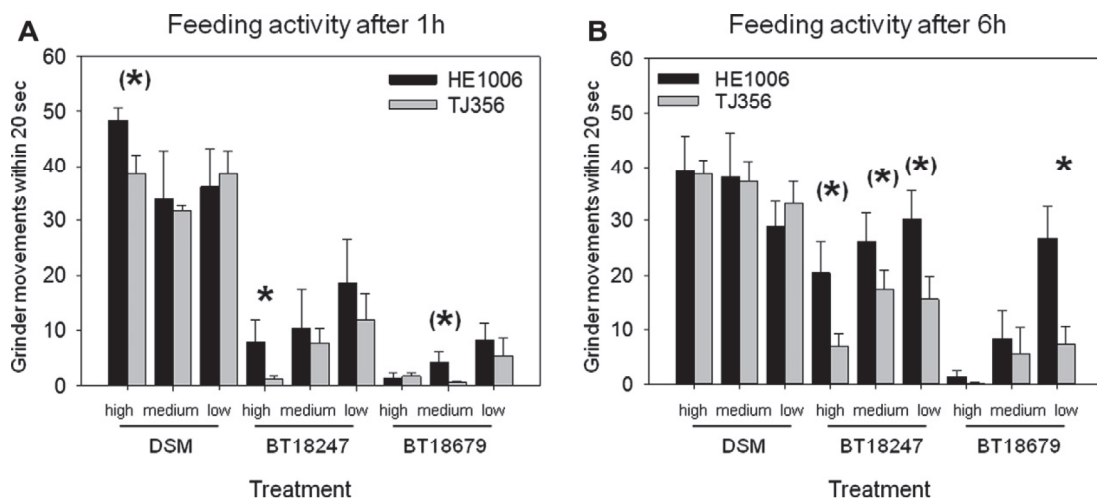 A Feeding activity after 1h
Grinder movements within 20 sec
60
50
40
30
20
10
0
(*)
*
(*)
HE1006
TJ356
high medium low high medium low high medium low
DSM BT18247 BT18679
Treatment
B Feeding activity after 6h
Grinder movements within 20 sec
60
50
40
30
20
10
0
HE1006
TJ356
(*) (*) (*) *
high medium low high medium low high medium low
DSM BT18247 BT18679
Treatment